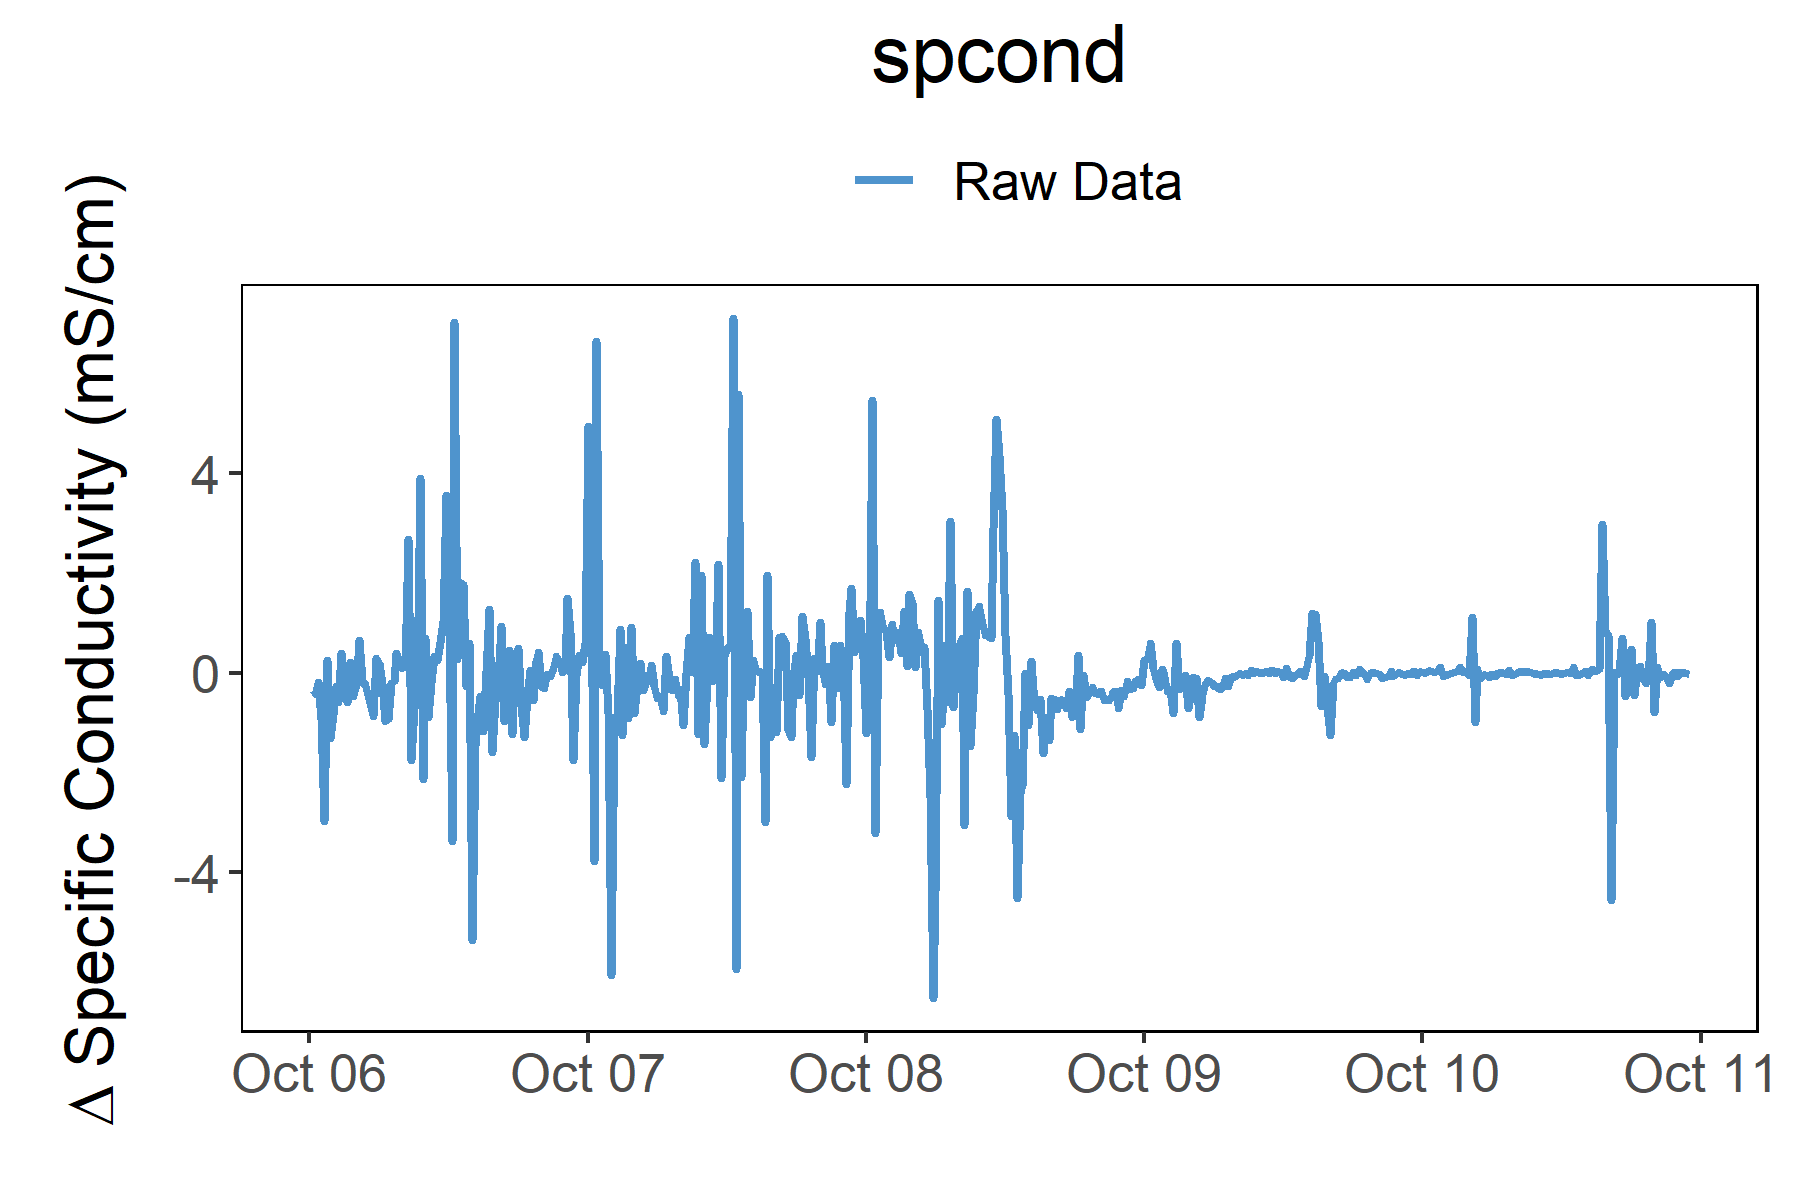 spcond
Raw Data
Δ Specific Conductivity (mS/cm)
4
0
-4
Oct 06
Oct 07
Oct 08
Oct 09
Oct 10
Oct 11